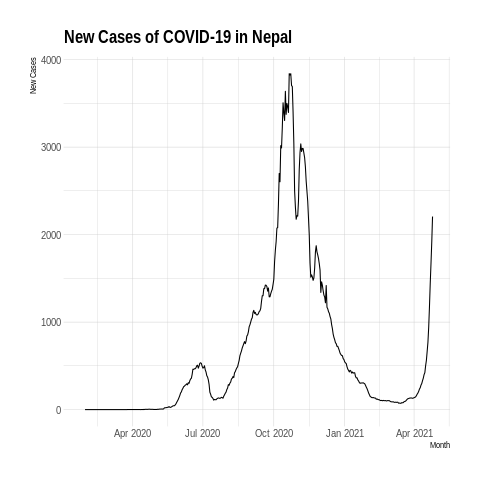 New Cases of COVID-19 in Nepal
New Cases
4000
3000
2000
1000
0
Apr 2020 Jul 2020 Oct 2020 Jan 2021 Apr 2021
Month